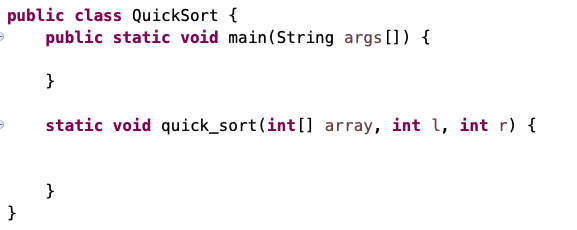 public class QuickSort {
    public static void main(String args[]) {
    }
    static void quick_sort(int[] array, int l, int r) {
    }
}